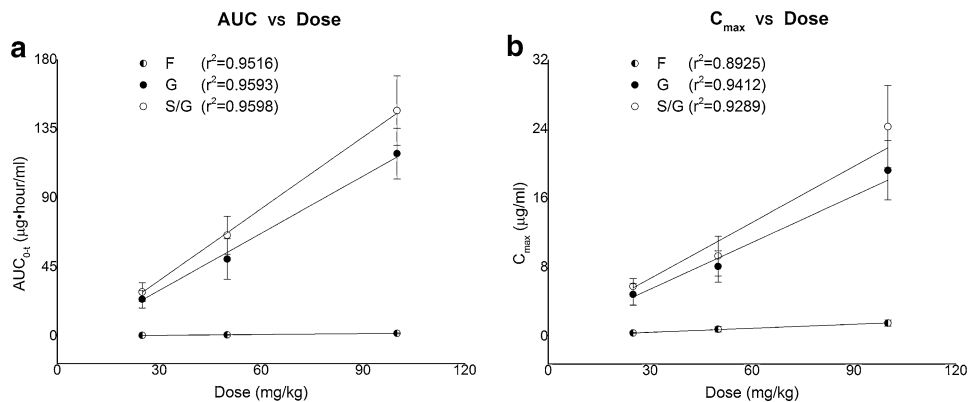 AUC vs Dose
a
180
135
90
45
0
AUC0-t (μg•hour/ml)
F (r²=0.9516)
G (r²=0.9593)
S/G (r²=0.9598)
0 30 60 90 120
Dose (mg/kg)
Cmax vs Dose
b
32
24
16
8
0
Cmax (μg/ml)
F (r²=0.8925)
G (r²=0.9412)
S/G (r²=0.9289)
0 30 60 90 120
Dose (mg/kg)